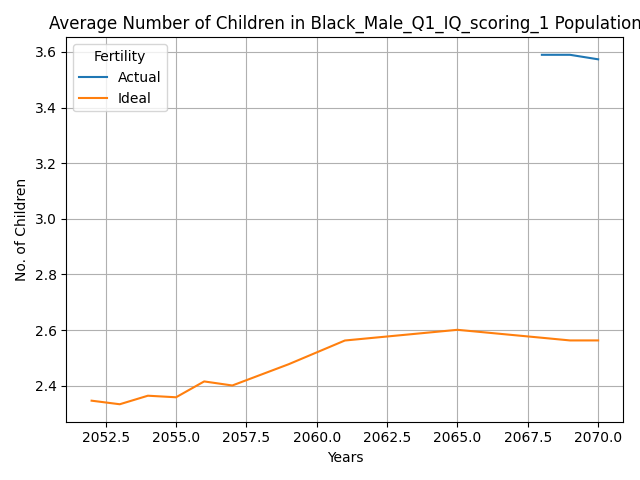 Average Number of Children in Black_Male_Q1_IQ_scoring_1 Population
3.6
3.4
3.2
3.0
2.8
2.6
2.4
No. of Children
Fertility
Actual
Ideal
2052.5 2055.0 2057.5 2060.0 2062.5 2065.0 2067.5 2070.0
Years